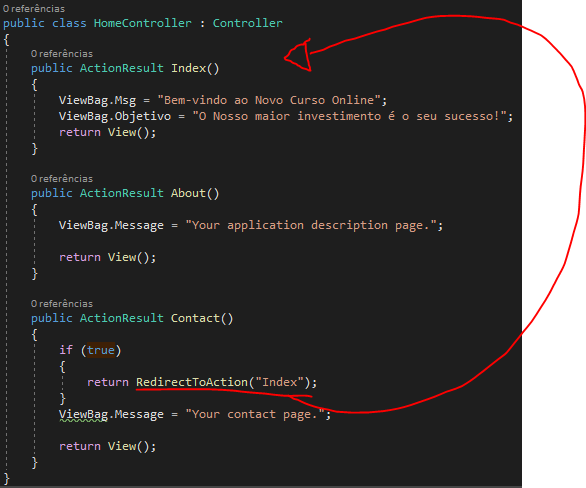 0 referências
public class HomeController : Controller
{
0 referências
public ActionResult Index()
{
ViewBag.Msg = "Bem-vindo ao Novo Curso Online";
ViewBag.Objetivo = "O Nosso maior investimento é o seu sucesso!";
return View();
}
0 referências
public ActionResult About()
{
ViewBag.Message = "Your application description page.";
return View();
}
0 referências
public ActionResult Contact()
{
if (true)
{
return RedirectToAction("Index");
}
ViewBag.Message = "Your contact page.";
return View();
}
}